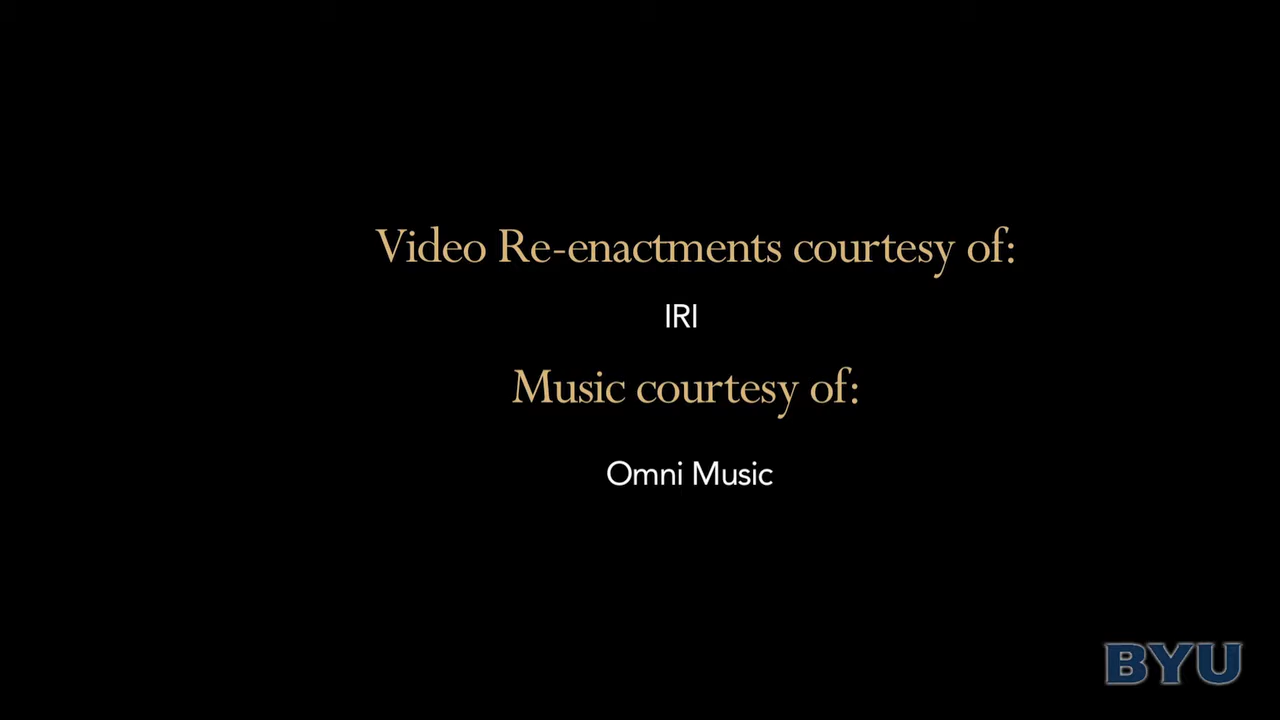 Video Re-enactments courtesy of:
IRI
Music courtesy of:
Omni Music
BYU